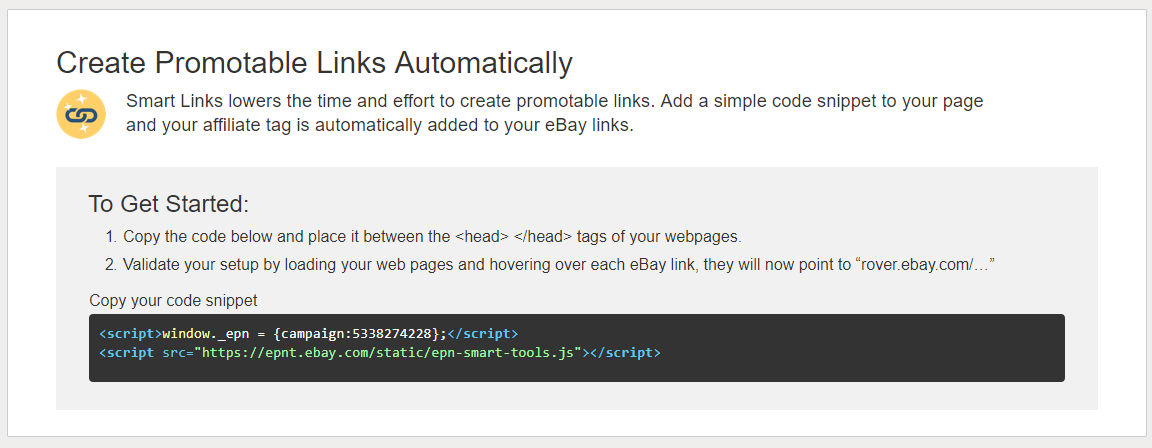 Create Promotable Links Automatically
Smart Links lowers the time and effort to create promotable links. Add a simple code snippet to your page
and your affiliate tag is automatically added to your eBay links.
To Get Started:
1. Copy the code below and place it between the <head> </head> tags of your webpages.
2. Validate your setup by loading your web pages and hovering over each eBay link, they will now point to “rover.ebay.com/…”
Copy your code snippet
<script>window._epn = {campaign:5338274228};</script>
<script src="https://epnt.ebay.com/static/epn-smart-tools.js"></script>